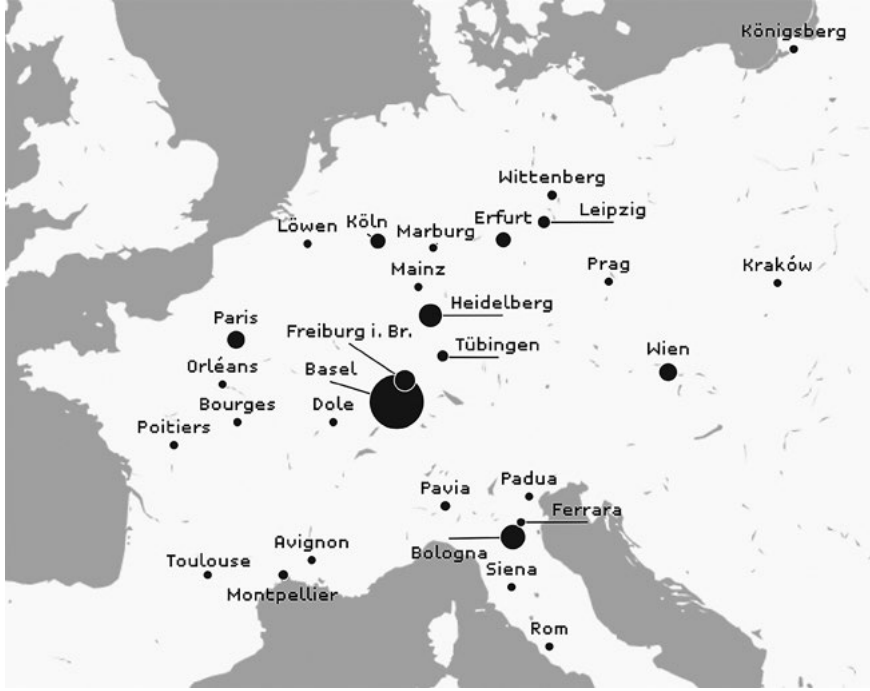 Königsberg
Wittenberg
Leipzig
Erfurt
Löwen
Köln
Marburg
Mainz
Prag
Kraków
Heidelberg
Paris
Freiburg i. Br.
Tübingen
Wien
Orléans
Basel
Bourges
Dole
Poitiers
Pavia
Padua
Ferrara
Bologna
Avignon
Toulouse
Montpellier
Siena
Rom